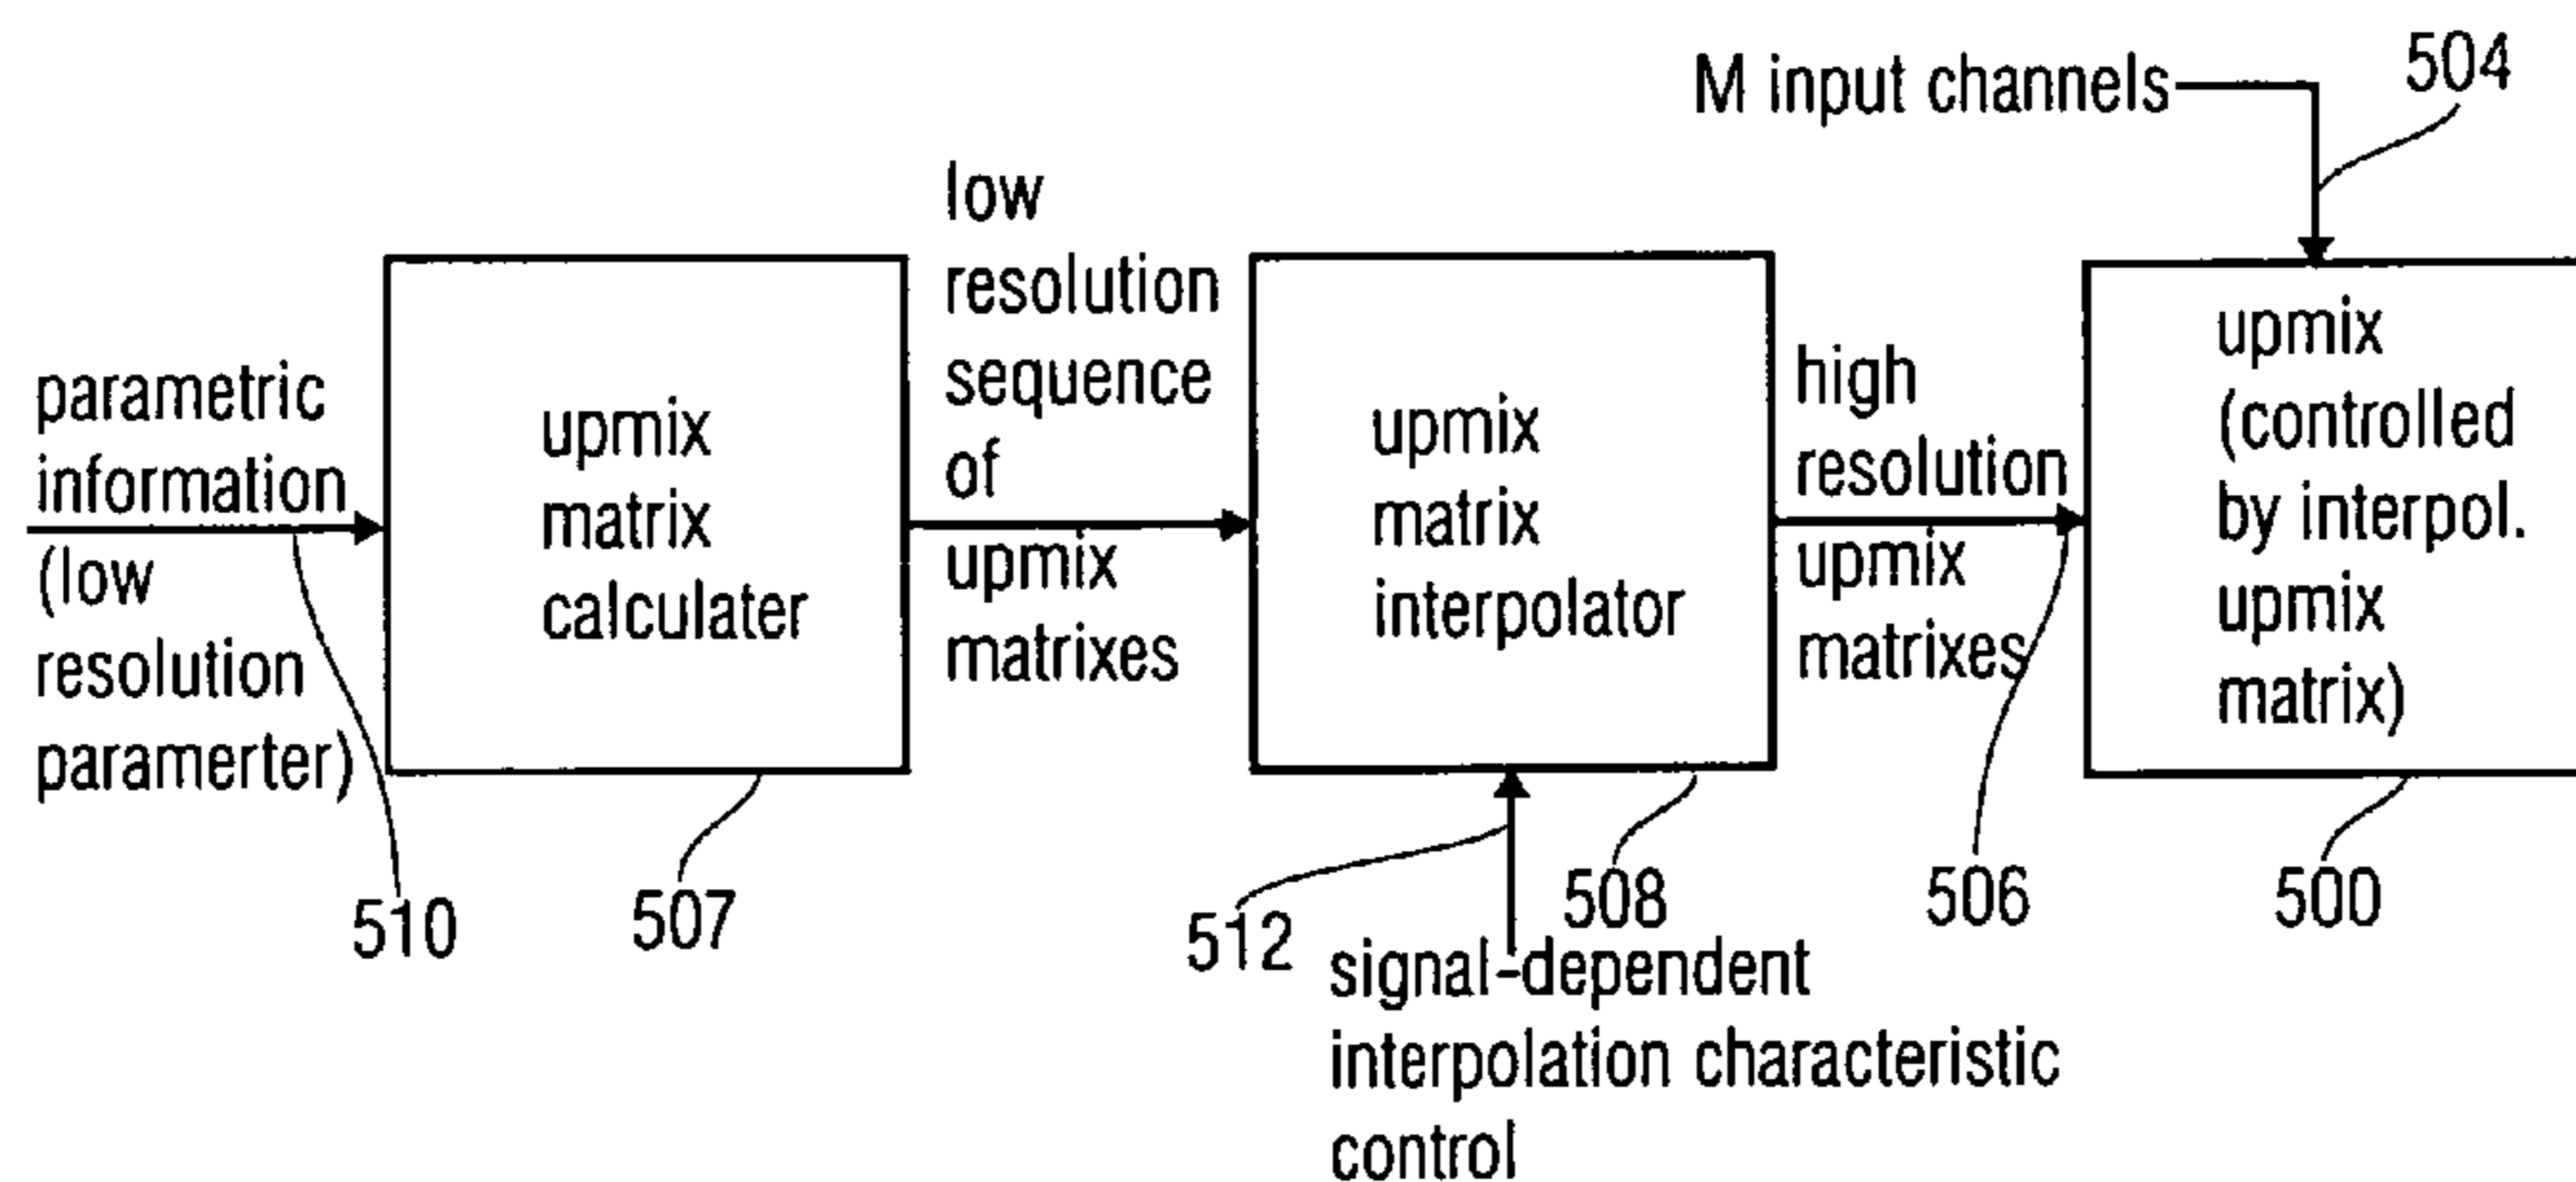 M input channels
504
parametric
information
(low
resolution
paramerter)
510
upmix
matrix
calculater
507
low
resolution
sequence
of
upmix
matrixes
upmix
matrix
interpolator
508
512
signal-dependent
interpolation characteristic
control
high
resolution
upmix
matrixes
506
upmix
(controlled
by interpol.
upmix
matrix)
500